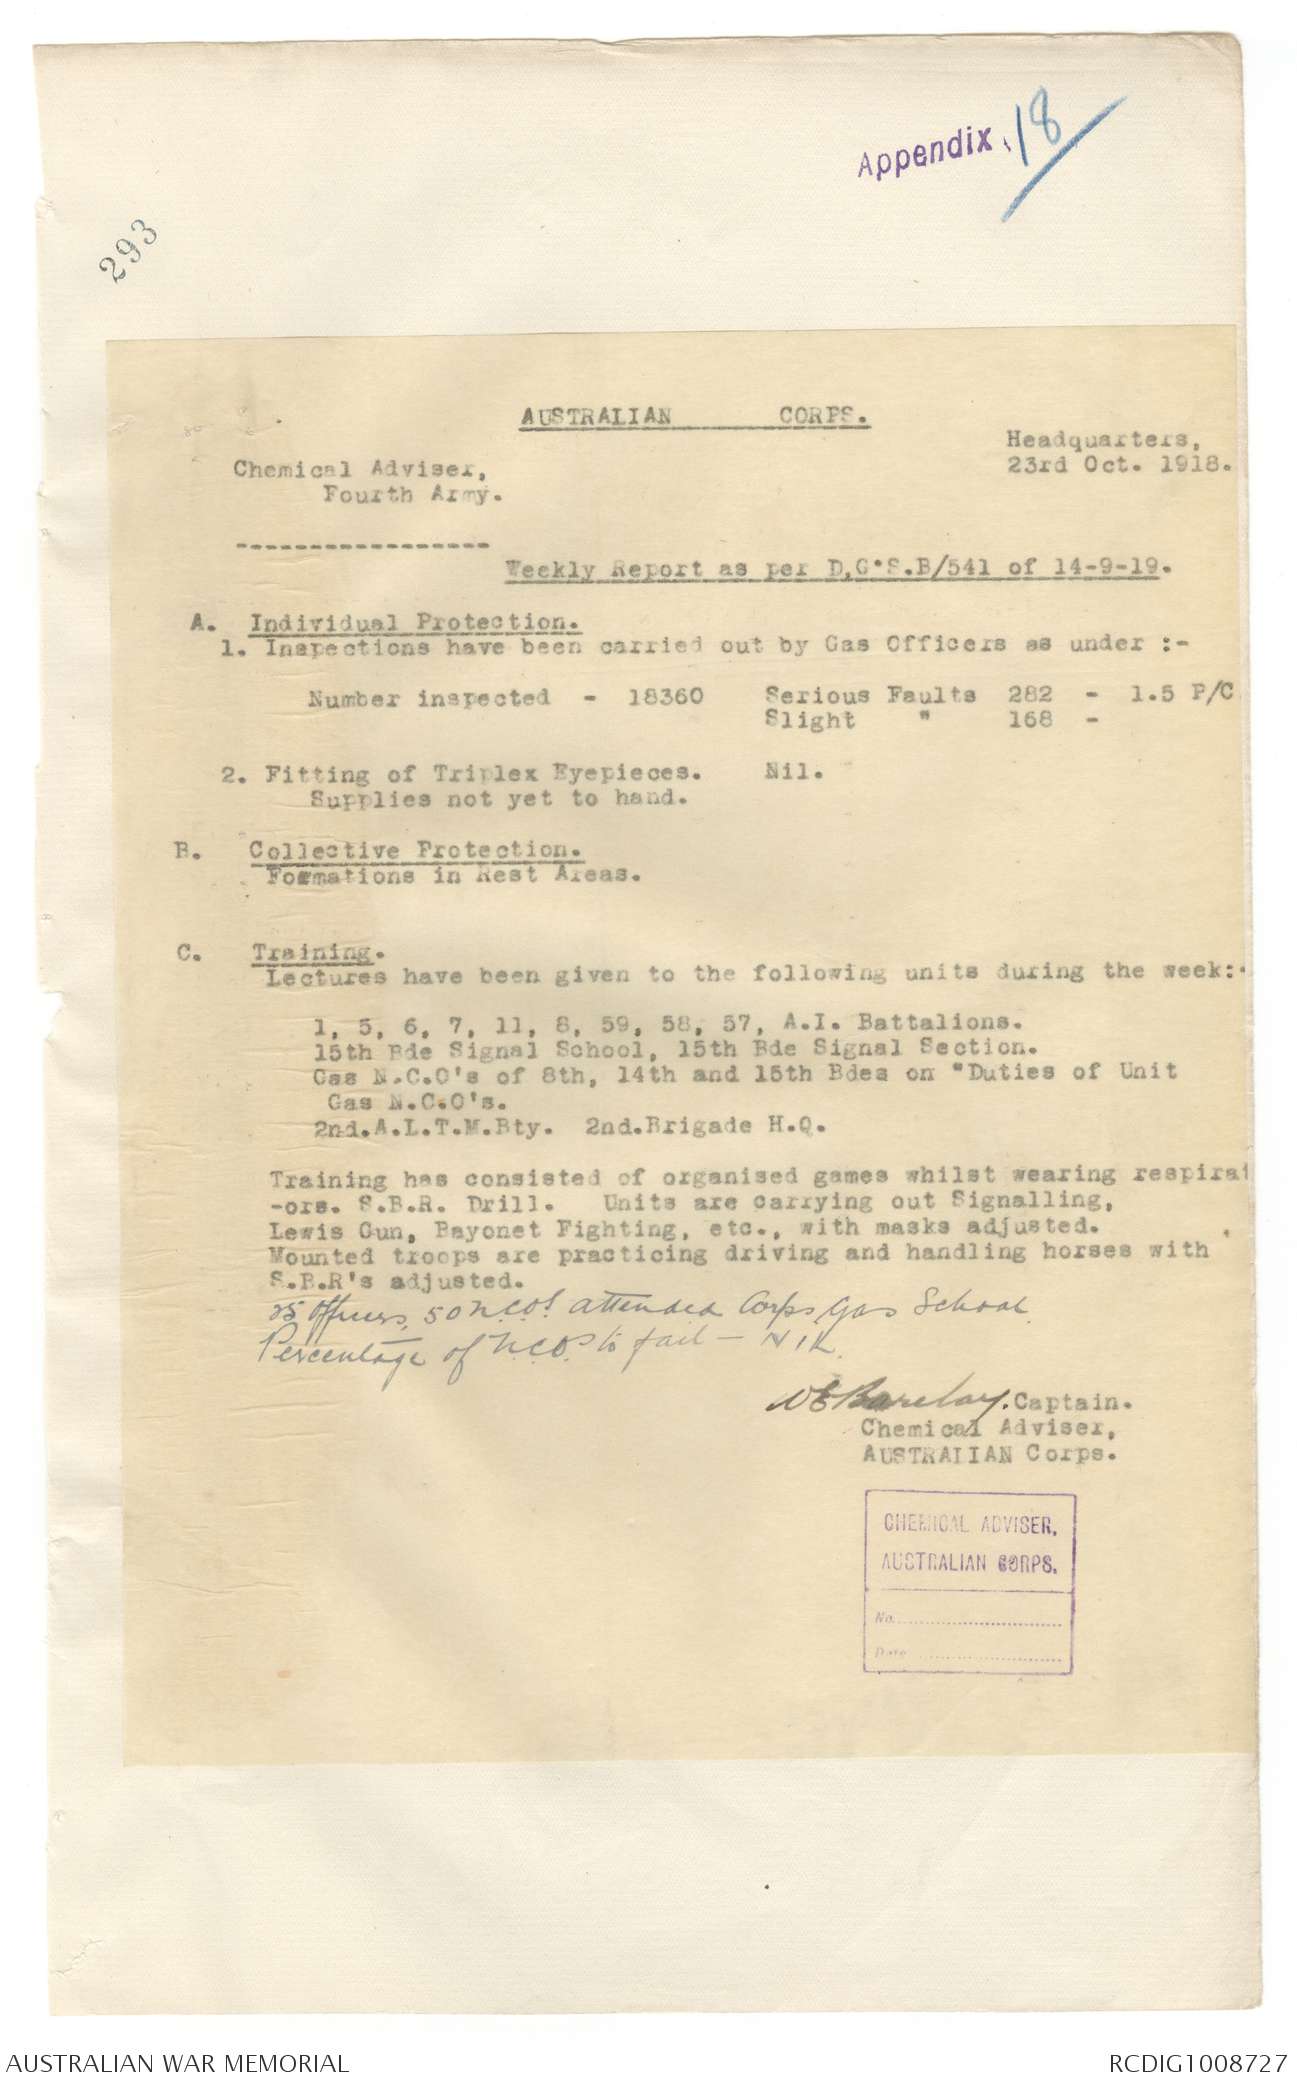 Appendix 18
293
AUSTRALIAN CORPS.
Headquarters,
23rd Oct. 1918.
Chemical Adviser,
Fourth Army.
------------------
Weekly Report as per D.G.S.B/541 of 14-9-19.
A. Individual Protection.
1. Inspections have been carried out by Gas Officers as under :-
Number inspected - 18360 Serious Faults 282 - 1.5 P/C
Slight " 168 -
2. Fitting of Triplex Eyepieces. Nil.
Supplies not yet to hand.
B. Collective Protection.
Formations in Rest Areas.
C. Training.
Lectures have been given to the following units during the week:-
1, 5, 6, 7, 11, 8, 59, 58, 57, A.I. Battalions.
15th Bde Signal School, 15th Bde Signal Section.
Gas N.C.O's of 8th, 14th and 15th Bdes on "Duties of Unit
Gas N.C.O's.
2nd.A.L.T.M.Bty. 2nd.Brigade H.Q.
Training has consisted of organised games whilst wearing respirat
-ors. S.B.R. Drill. Units are carrying out Signalling,
Lewis Gun, Bayonet Fighting, etc., with masks adjusted.
Mounted troops are practicing driving and handling horses with
S.B.R's adjusted.
25 Officers, 50 N.C.Os attended Corps Gas School.
Percentage of N.C.Os to fail - NIL.
W E Barclay. Captain.
Chemical Adviser,
AUSTRALIAN Corps.
CHEMICAL ADVISER,
AUSTRALIAN CORPS.
No.
Date
AUSTRALIAN WAR MEMORIAL
RCDIG1008727